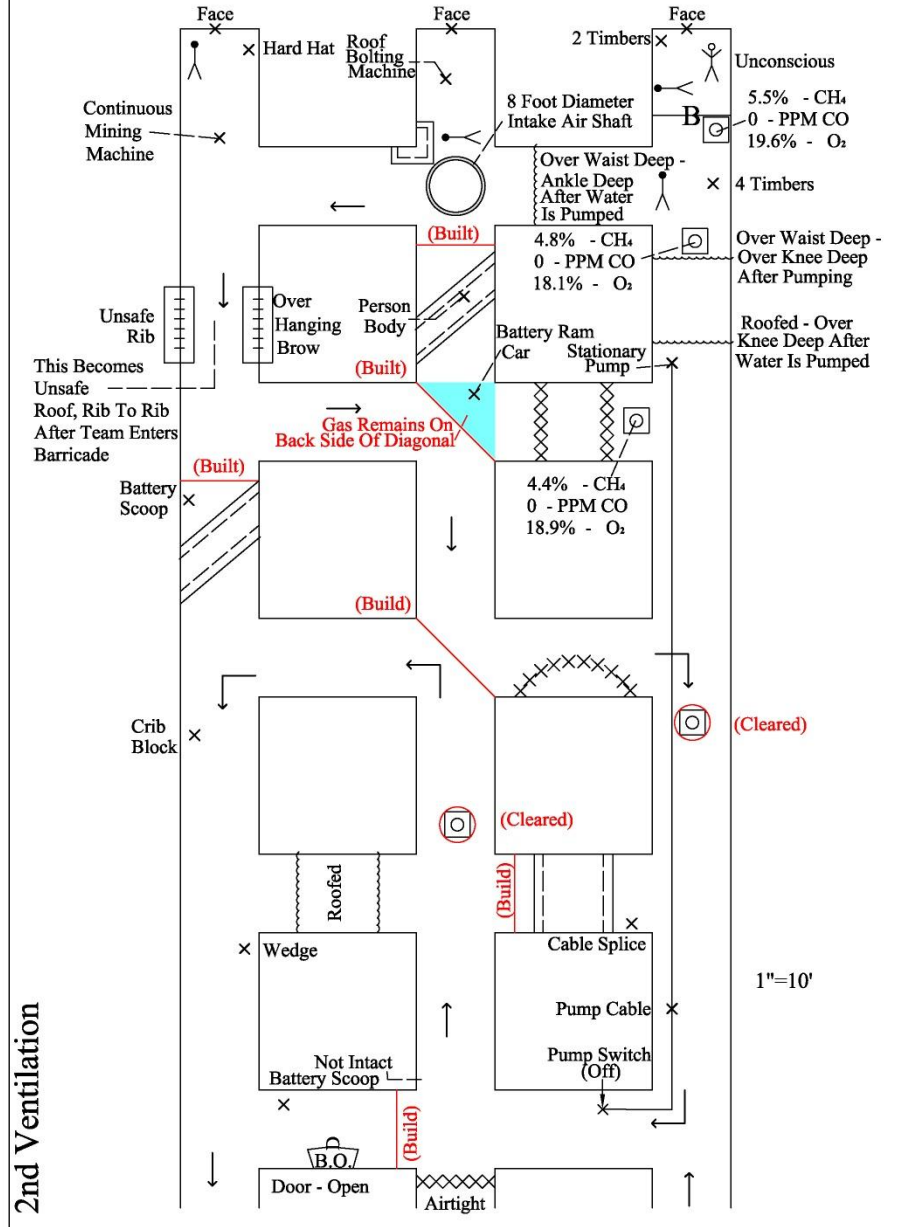 Face
Face
Face
Hard Hat
Roof
Bolting
Machine
2 Timbers
Unconscious
Continuous
Mining
Machine
8 Foot Diameter
Intake Air Shaft
B
5.5% - CH₄
0 - PPM CO
19.6% - O₂
Over Waist Deep -
Ankle Deep
After Water
Is Pumped
4 Timbers
(Built)
4.8% - CH₄
0 - PPM CO
18.1% - O₂
Over Waist Deep -
Over Knee Deep
After Pumping
Unsafe
Rib
Over
Hanging
Brow
Person
Body
Battery Ram
Car
Stationary
Pump
Roofed - Over
Knee Deep After
Water Is Pumped
This Becomes
Unsafe
Roof, Rib To Rib
After Team Enters
Barricade
(Built)
Gas Remains On
Back Side Of Diagonal
(Built)
Battery
Scoop
4.4% - CH₄
0 - PPM CO
18.9% - O₂
(Build)
Crib
Block
(Cleared)
(Cleared)
Roofed
(Build)
Wedge
Cable Splice
1"=10'
Pump Cable
Not Intact
Battery Scoop
Pump Switch
(Off)
(Build)
B.O.
Door - Open
Airtight
2nd Ventilation